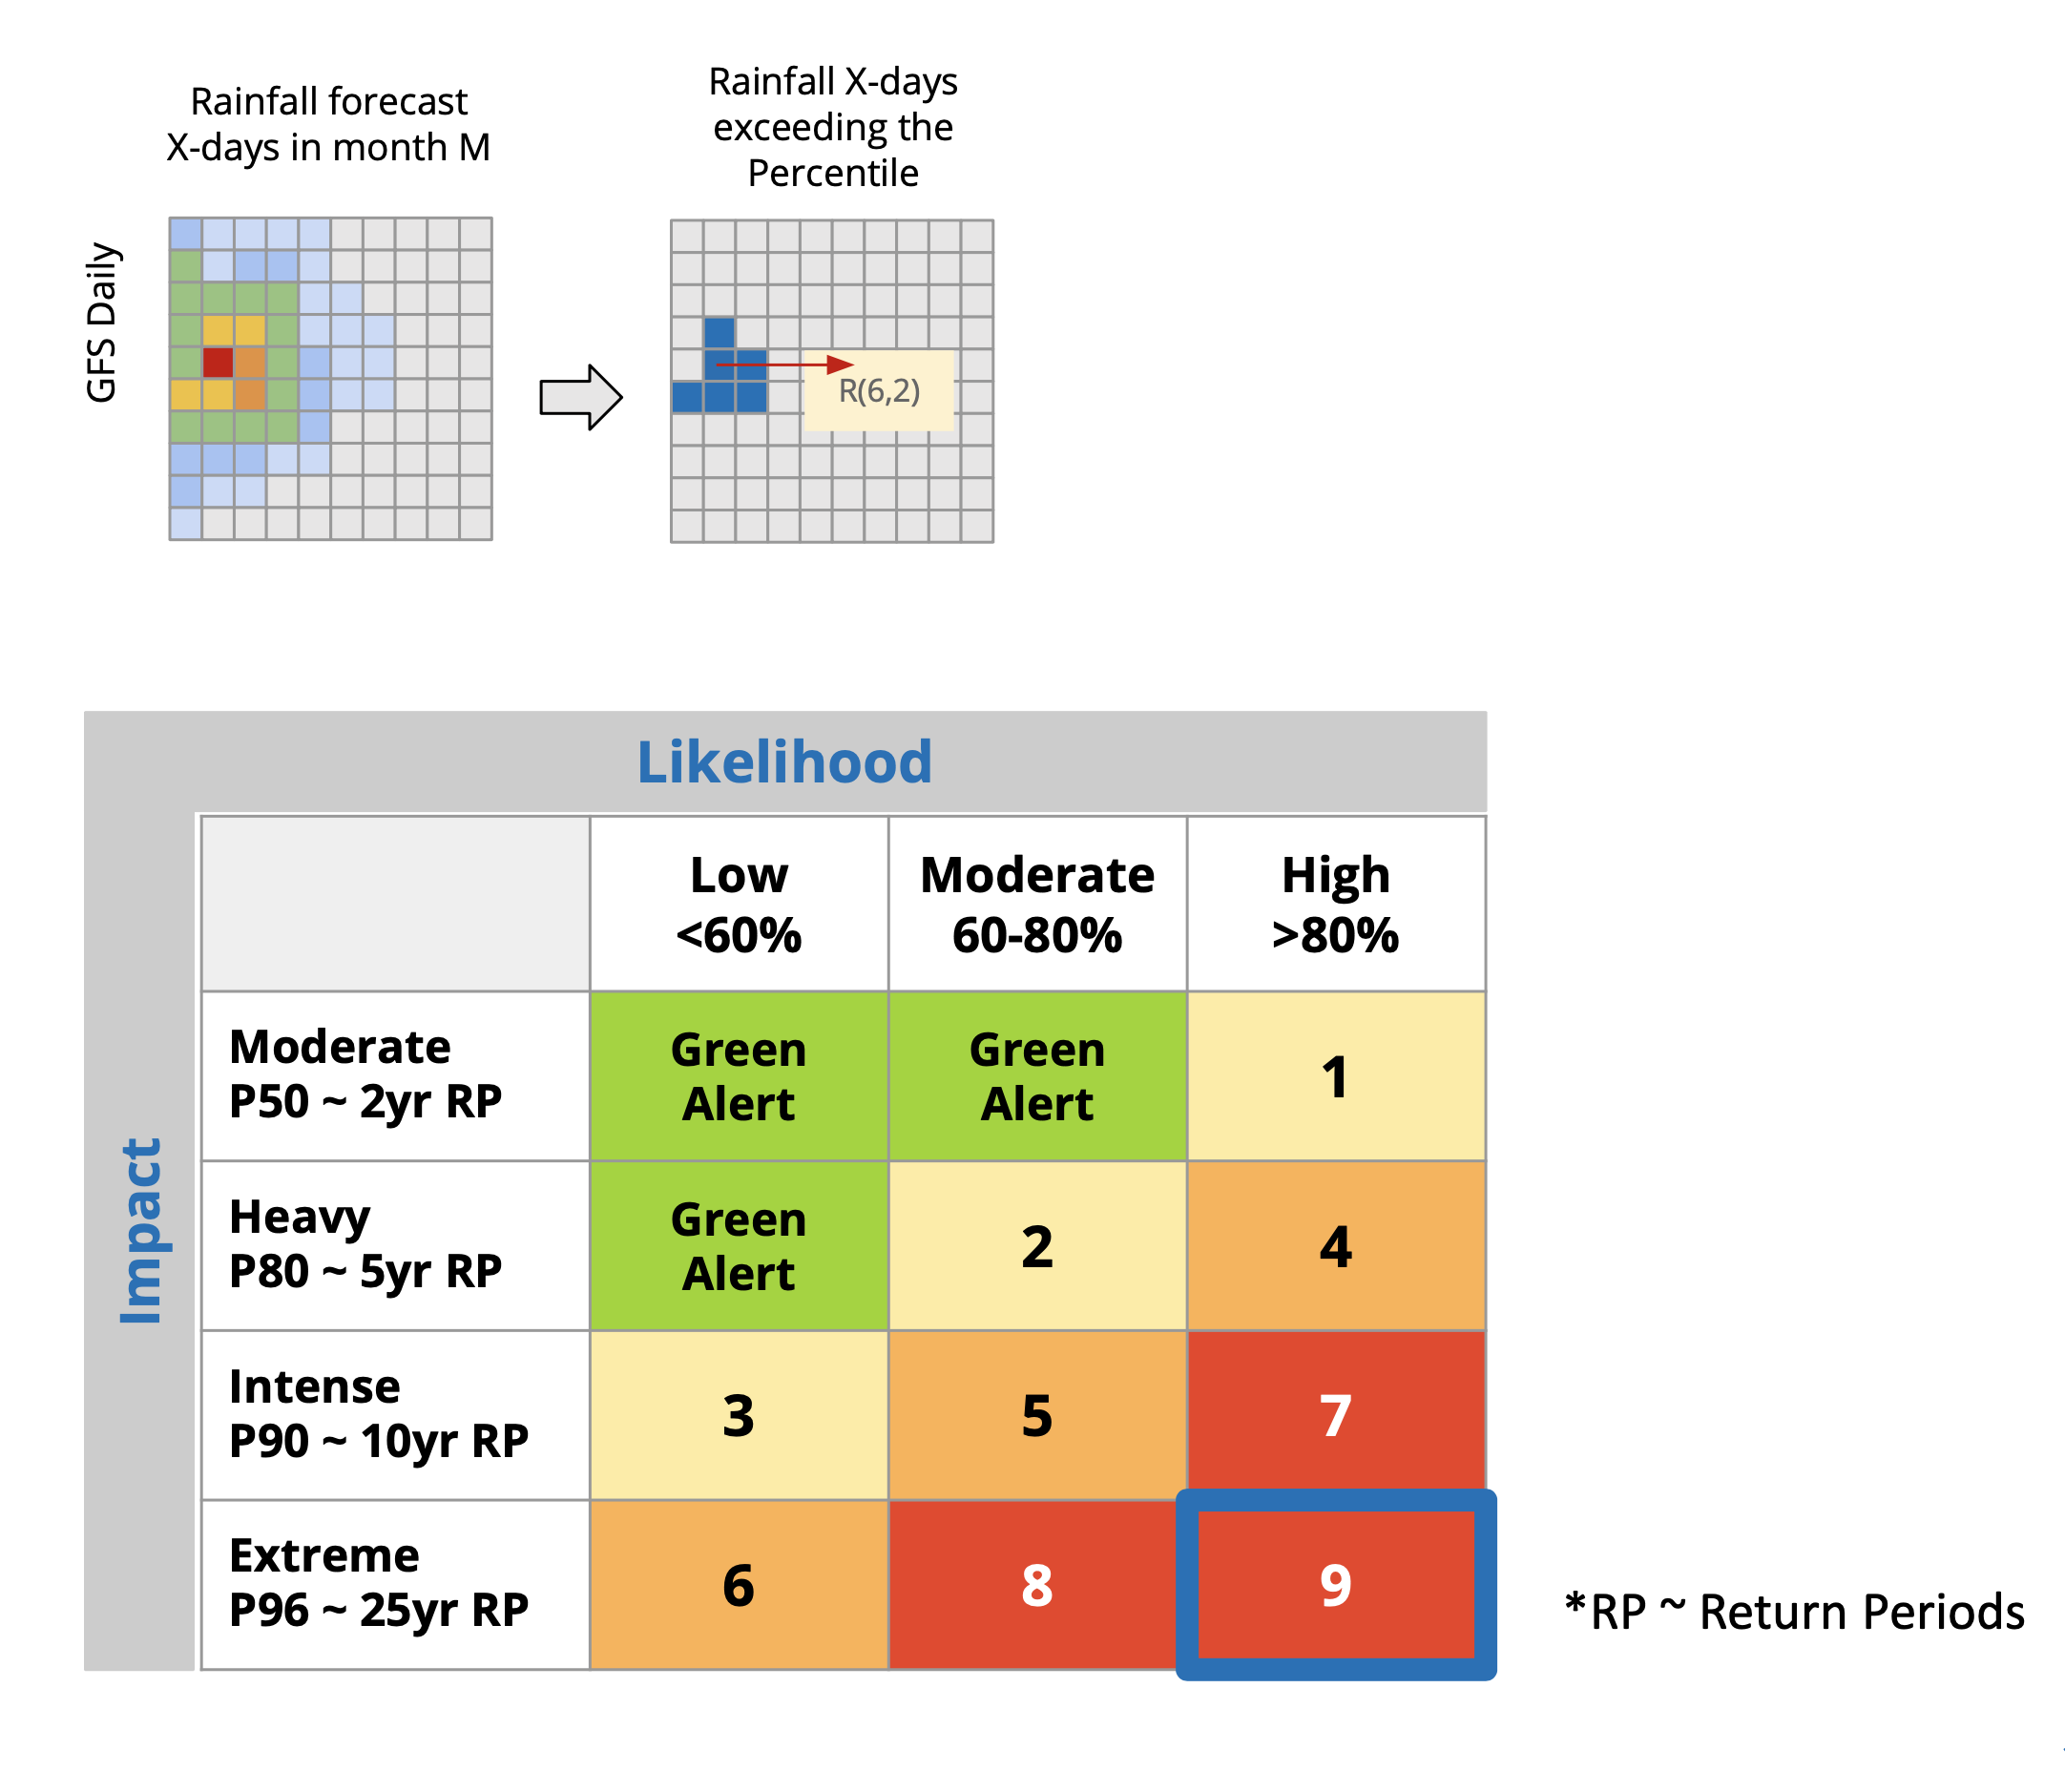 Rainfall forecast
X-days in month M
Rainfall X-days
exceeding the
Percentile
GFS Daily
R(6,2)
Likelihood
Impact
Low
<60%
Moderate
60-80%
High
>80%
Moderate
P50 ~ 2yr RP
Green
Alert
Green
Alert
1
Heavy
P80 ~ 5yr RP
Green
Alert
2
4
Intense
P90 ~ 10yr RP
3
5
7
Extreme
P96 ~ 25yr RP
6
8
9
*RP ~ Return Periods